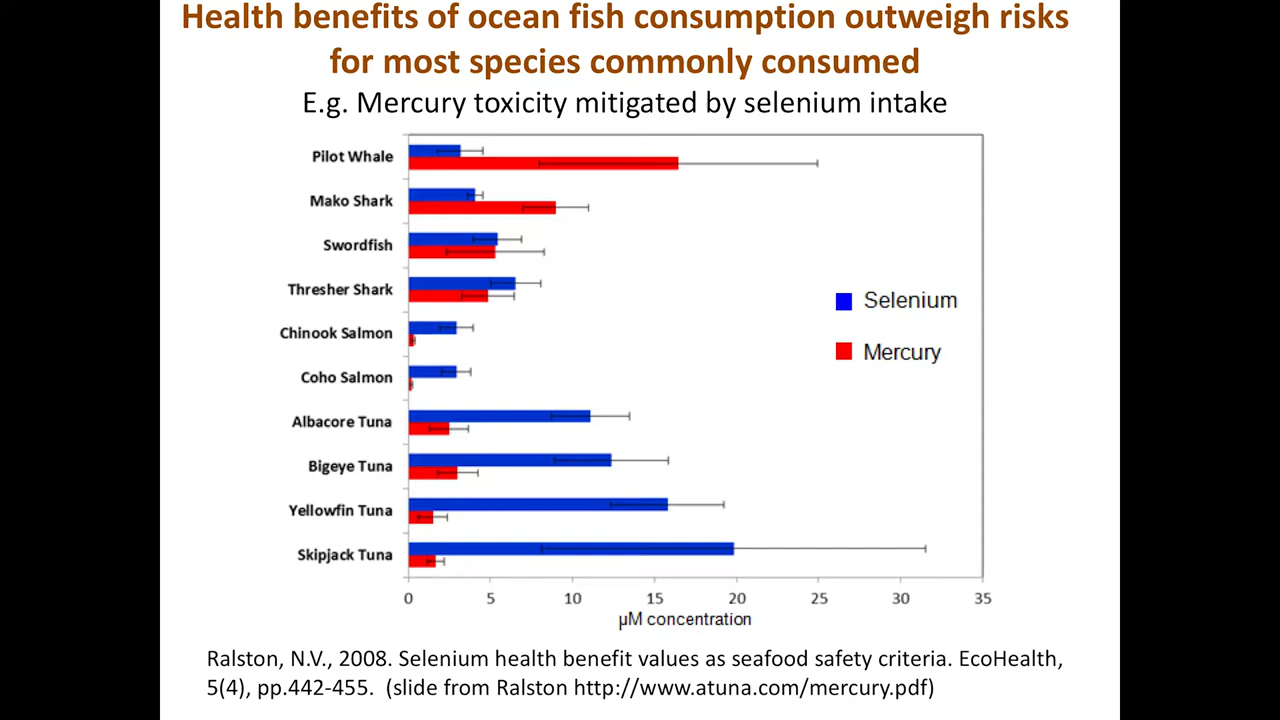 Health benefits of ocean fish consumption outweigh risks
for most species commonly consumed
E.g. Mercury toxicity mitigated by selenium intake
Pilot Whale
Mako Shark
Swordfish
Thresher Shark
Chinook Salmon
Coho Salmon
Albacore Tuna
Bigeye Tuna
Yellowfin Tuna
Skipjack Tuna
Selenium
Mercury
0 5 10 15 20 25 30 35
µM concentration
Ralston, N.V., 2008. Selenium health benefit values as seafood safety criteria. EcoHealth,
5(4), pp.442-455. (slide from Ralston http://www.atuna.com/mercury.pdf)